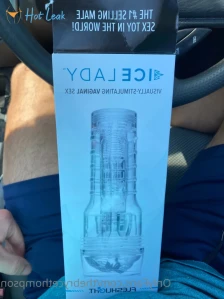 Hot Leak
THE #1 SELLING MALE
SEX TOY IN THE WORLD!
ICE LADY
VISUALLY-STIMULATING VAGINAL SEX
FLESHLIGHT